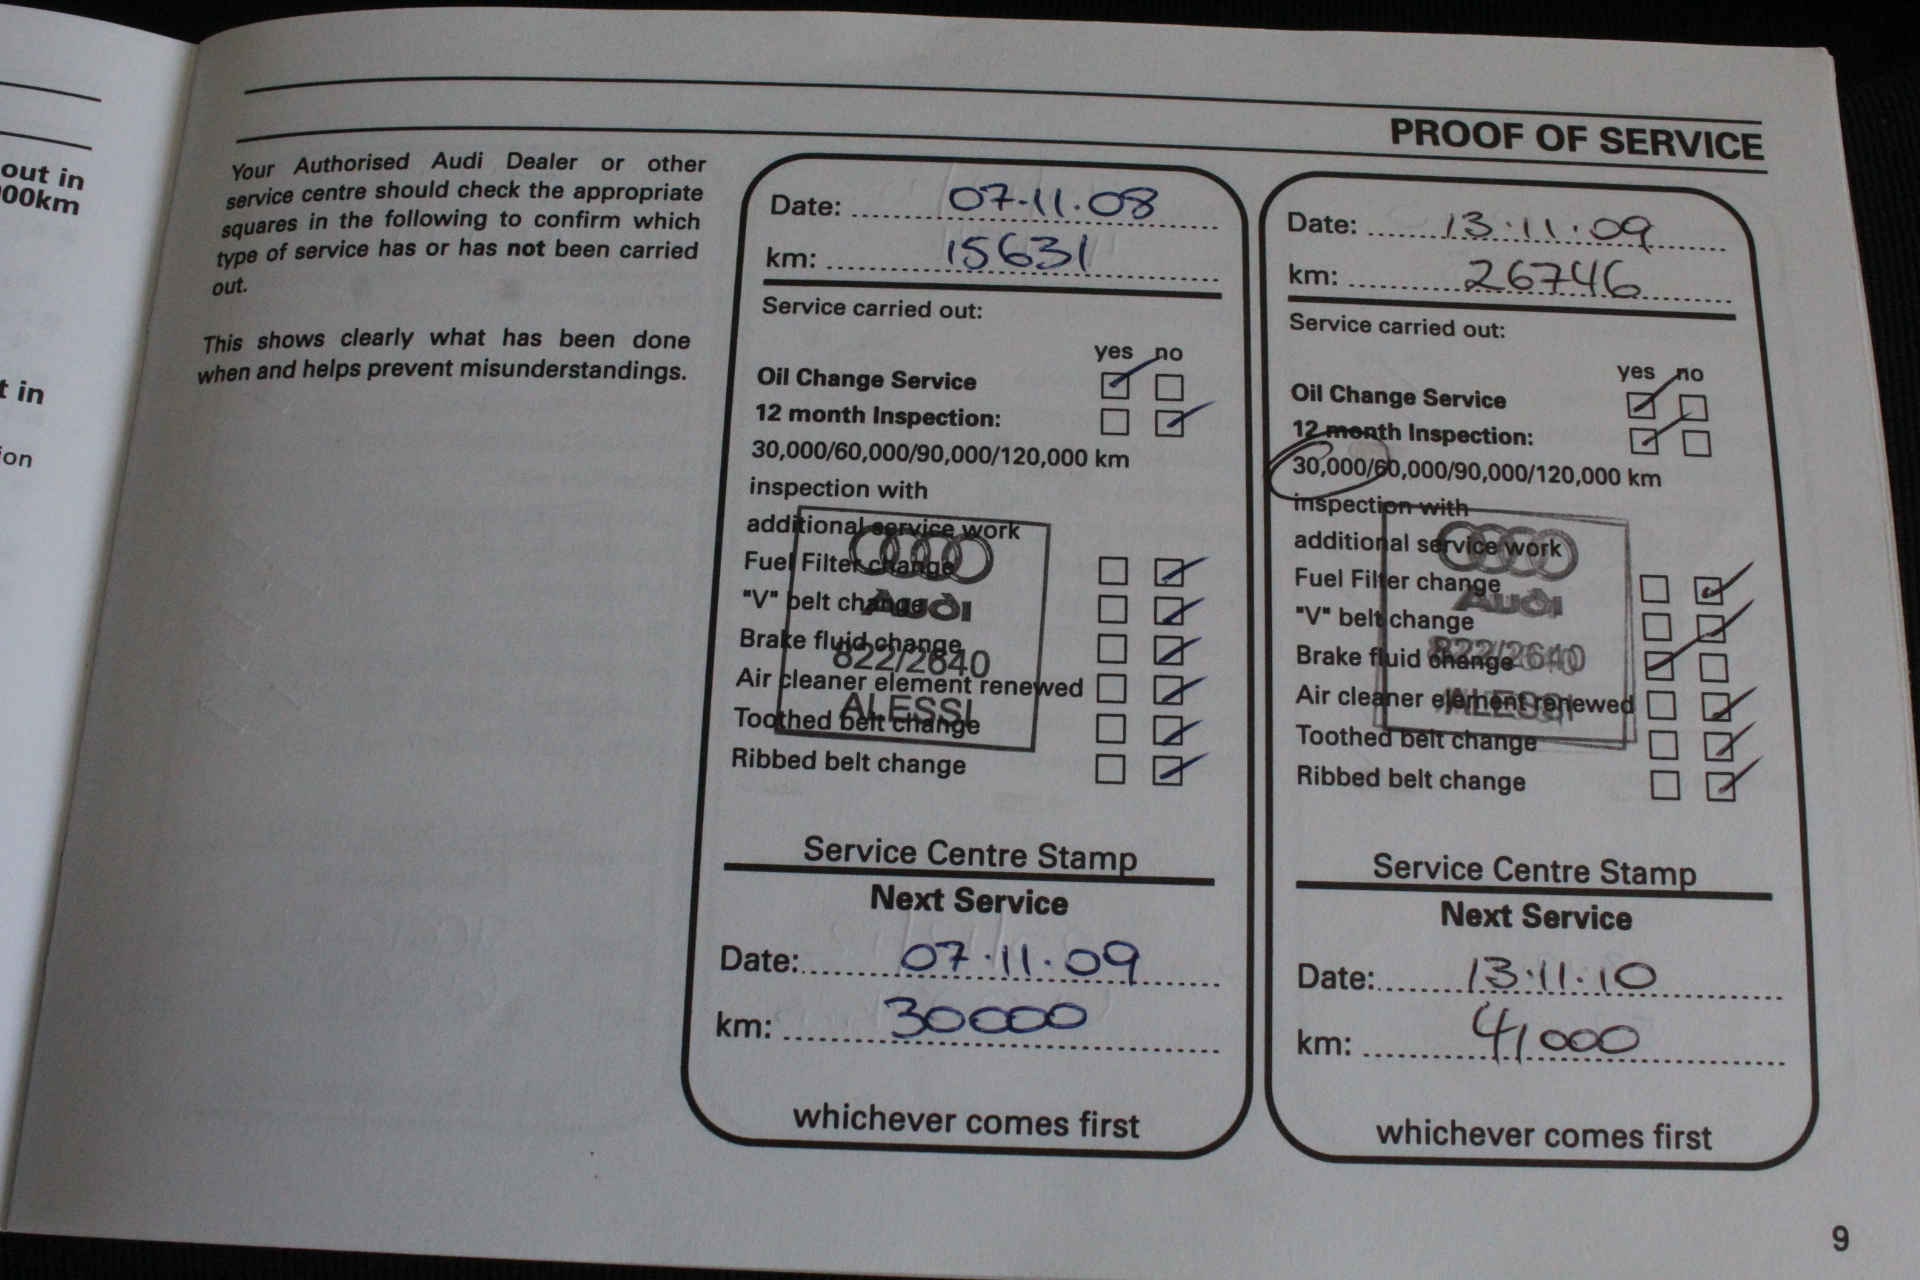 out in
00km
t in
ion
PROOF OF SERVICE
Your Authorised Audi Dealer or other
service centre should check the appropriate
squares in the following to confirm which
type of service has or has not been carried
out.
This shows clearly what has been done
when and helps prevent misunderstandings.
Date: 07.11.08
km: 15631
Service carried out:
yes no
Oil Change Service
12 month Inspection:
30,000/60,000/90,000/120,000 km
inspection with
additional service work
Fuel Filter change
"V" belt change
Audi
Brake fluid change
822/2640
Air cleaner element renewed
ALESSI
Toothed belt change
Ribbed belt change
Service Centre Stamp
Next Service
Date: 07.11.09
km: 30000
whichever comes first
Date: 13.11.09
km: 26746
Service carried out:
yes no
Oil Change Service
12 month Inspection:
30,000/60,000/90,000/120,000 km
inspection with
additional service work
Fuel Filter change
Audi
"V" belt change
Brake fluid change
822/2640
Air cleaner element renewed
ALESSI
Toothed belt change
Ribbed belt change
Service Centre Stamp
Next Service
Date: 13.11.10
km: 41000
whichever comes first
9